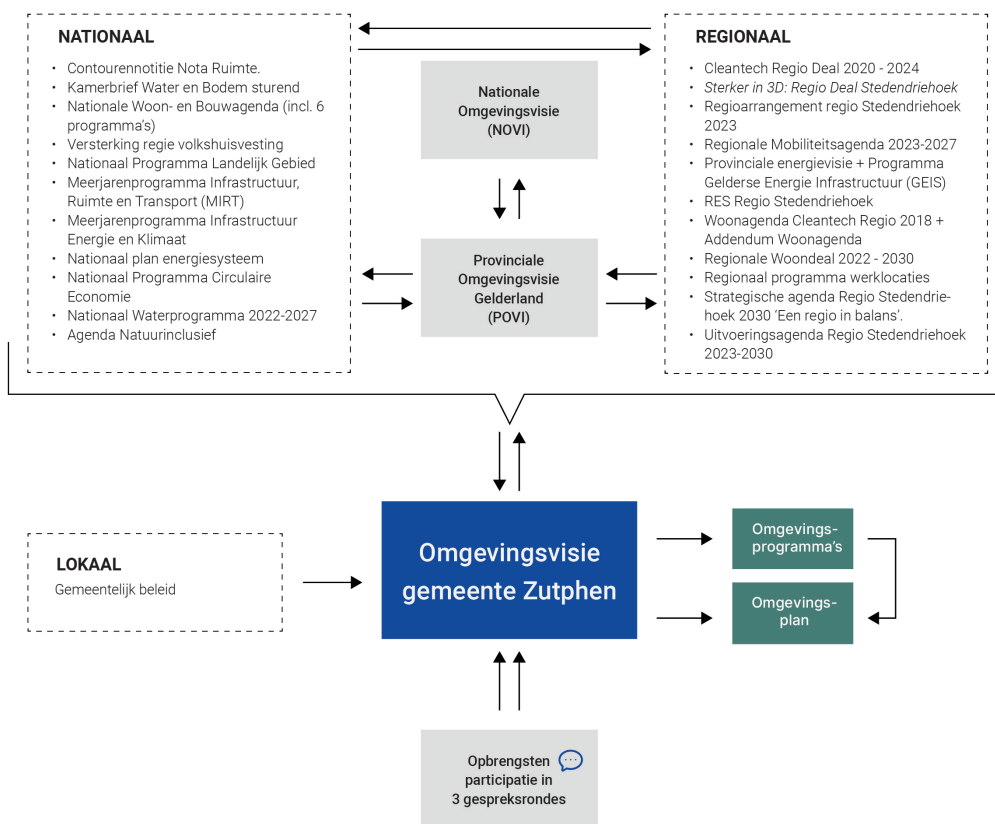 NATIONAAL
• Contourennotitie Nota Ruimte.
• Kamerbrief Water en Bodem sturend
• Nationale Woon- en Bouwagenda (incl. 6
programma's)
• Versterking regie volkshuisvesting
• Nationaal Programma Landelijk Gebied
• Meerjarenprogramma Infrastructuur,
Ruimte en Transport (MIRT)
• Meerjarenprogramma Infrastructuur
Energie en Klimaat
• Nationaal plan energiesysteem
• Nationaal Programma Circulaire
Economie
• Nationaal Waterprogramma 2022-2027
• Agenda Natuurinclusief
Nationale
Omgevingsvisie
(NOVI)
Provinciale
Omgevingsvisie
Gelderland
(POVI)
REGIONAAL
• Cleantech Regio Deal 2020 - 2024
• Sterker in 3D: Regio Deal Stedendriehoek
• Regioarrangement regio Stedendriehoek
2023
• Regionale Mobiliteitsagenda 2023-2027
• Provinciale energievisie + Programma
Gelderse Energie Infrastructuur (GEIS)
• RES Regio Stedendriehoek
• Woonagenda Cleantech Regio 2018 +
Addendum Woonagenda
• Regionale Woondeal 2022 - 2030
• Regionaal programma werklocaties
• Strategische agenda Regio Stedendrie-
hoek 2030 'Een regio in balans'.
• Uitvoeringsagenda Regio Stedendriehoek
2023-2030
LOKAAL
Gemeentelijk beleid
Omgevingsvisie
gemeente Zutphen
Omgevings-
programma's
Omgevings-
plan
Opbrengsten
participatie in
3 gespreksrondes